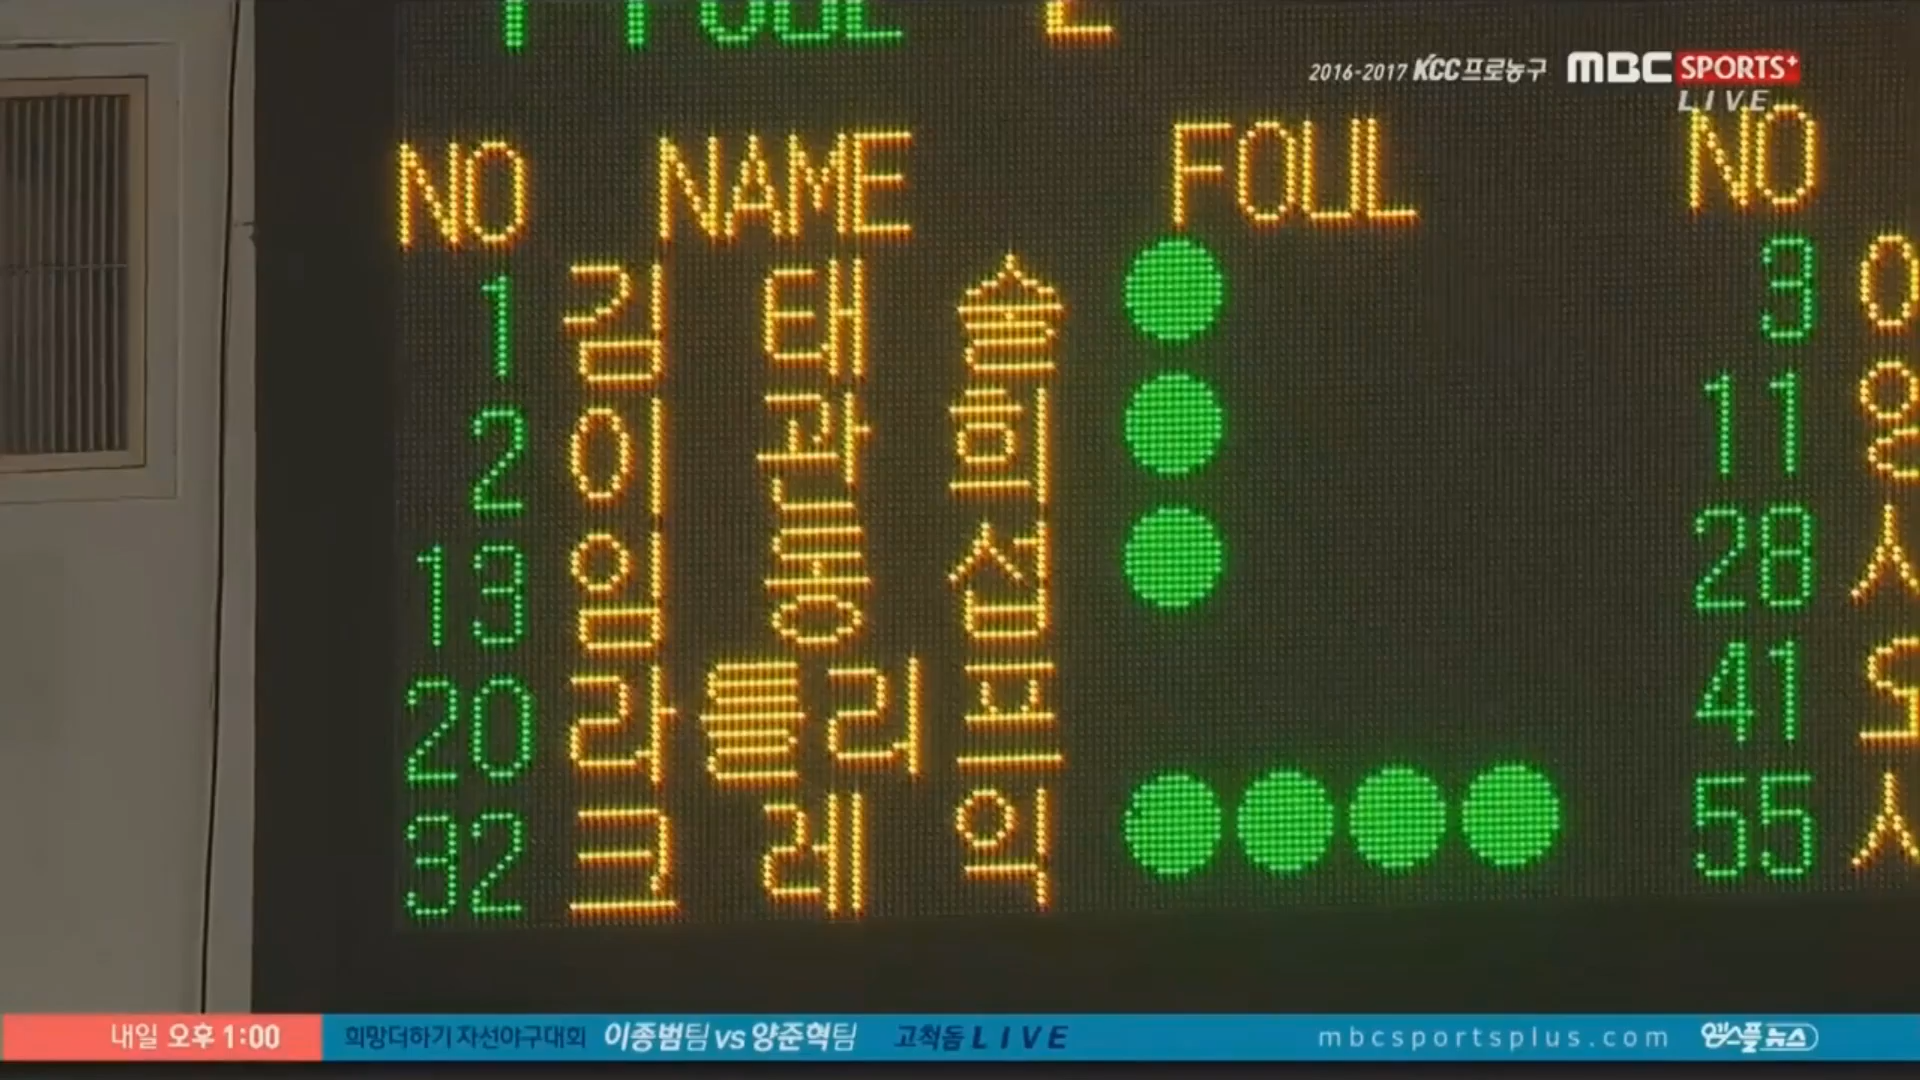 FOUL
2016-2017 KCC프로농구 MBC SPORTS+
LIVE
NO NAME FOUL NO
1 김태술 9
2 이관희 11
13 임동섭 28
20 라틀리프 41
32 크레익 55
내일 오후 1:00 희망더하기 자선야구대회 이종범팀 vs 양준혁팀 고척돔 LIVE mbcsportsplus.com 엠스플 뉴스